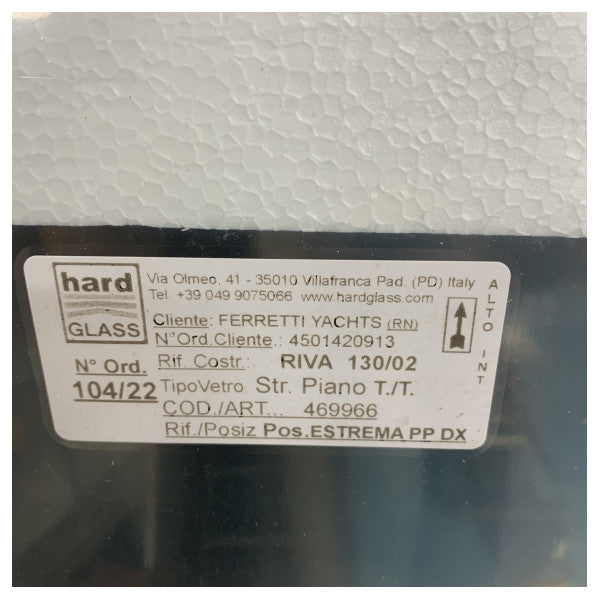 hard
GLASS
Via Olmeo, 41 - 35010 Villafranca Pad. (PD) Italy
Tel. +39 049 9075066 www.hardglass.com
Cliente: FERRETTI YACHTS (RN)
N°Ord.Cliente.: 4501420913
N° Ord.
104/22
Rif. Costr.: RIVA 130/02
TipoVetro. Str. Piano T./T.
COD./ART... 469966
Rif./Posiz Pos.ESTREMA PP DX
ALTO INT